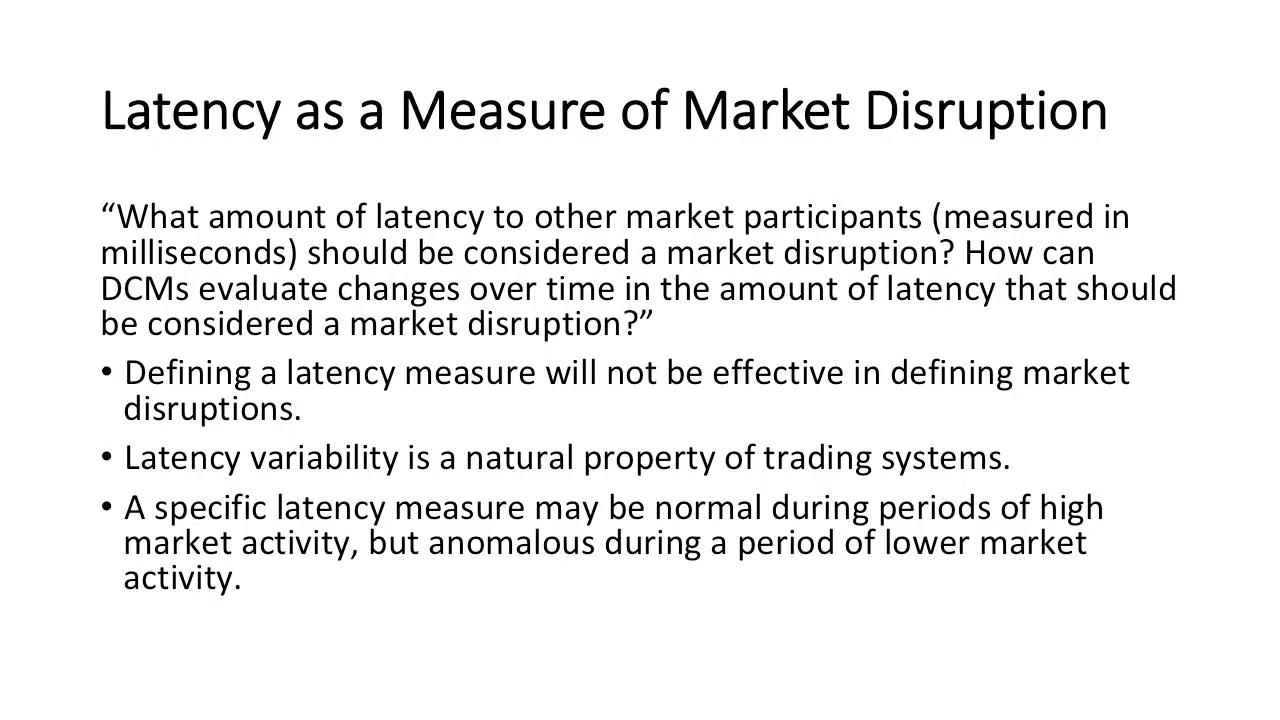 Latency as a Measure of Market Disruption
“What amount of latency to other market participants (measured in
milliseconds) should be considered a market disruption? How can
DCMs evaluate changes over time in the amount of latency that should
be considered a market disruption?”
• Defining a latency measure will not be effective in defining market
disruptions.
• Latency variability is a natural property of trading systems.
• A specific latency measure may be normal during periods of high
market activity, but anomalous during a period of lower market
activity.